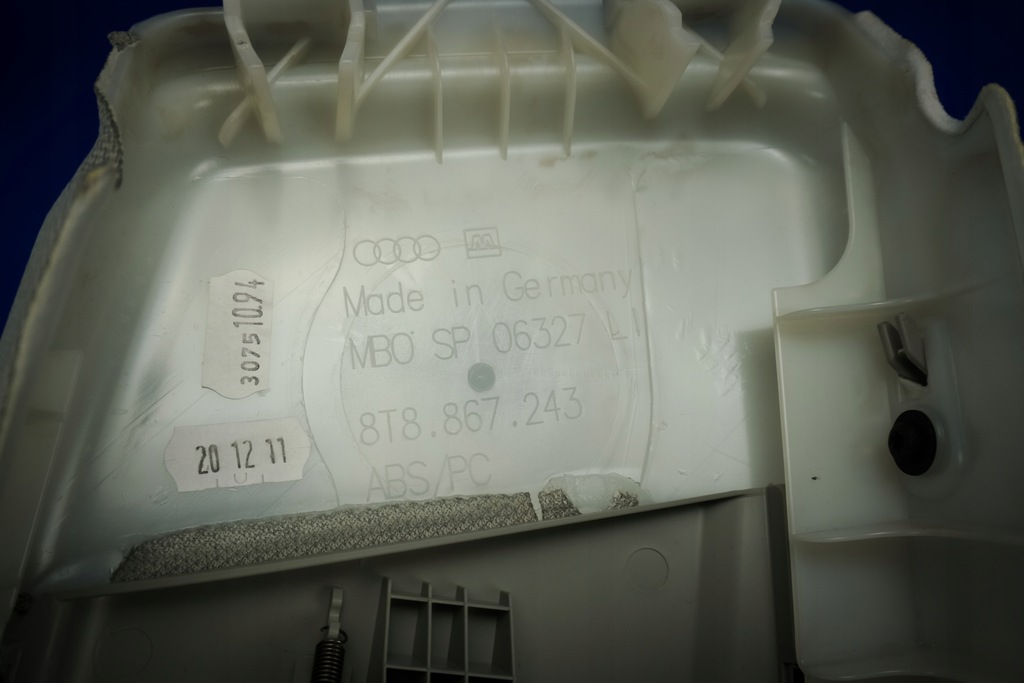 M
Made in Germany
MBO SP 06327 LI
8T8.867.243
ABS/PC
30751094
20 12 11